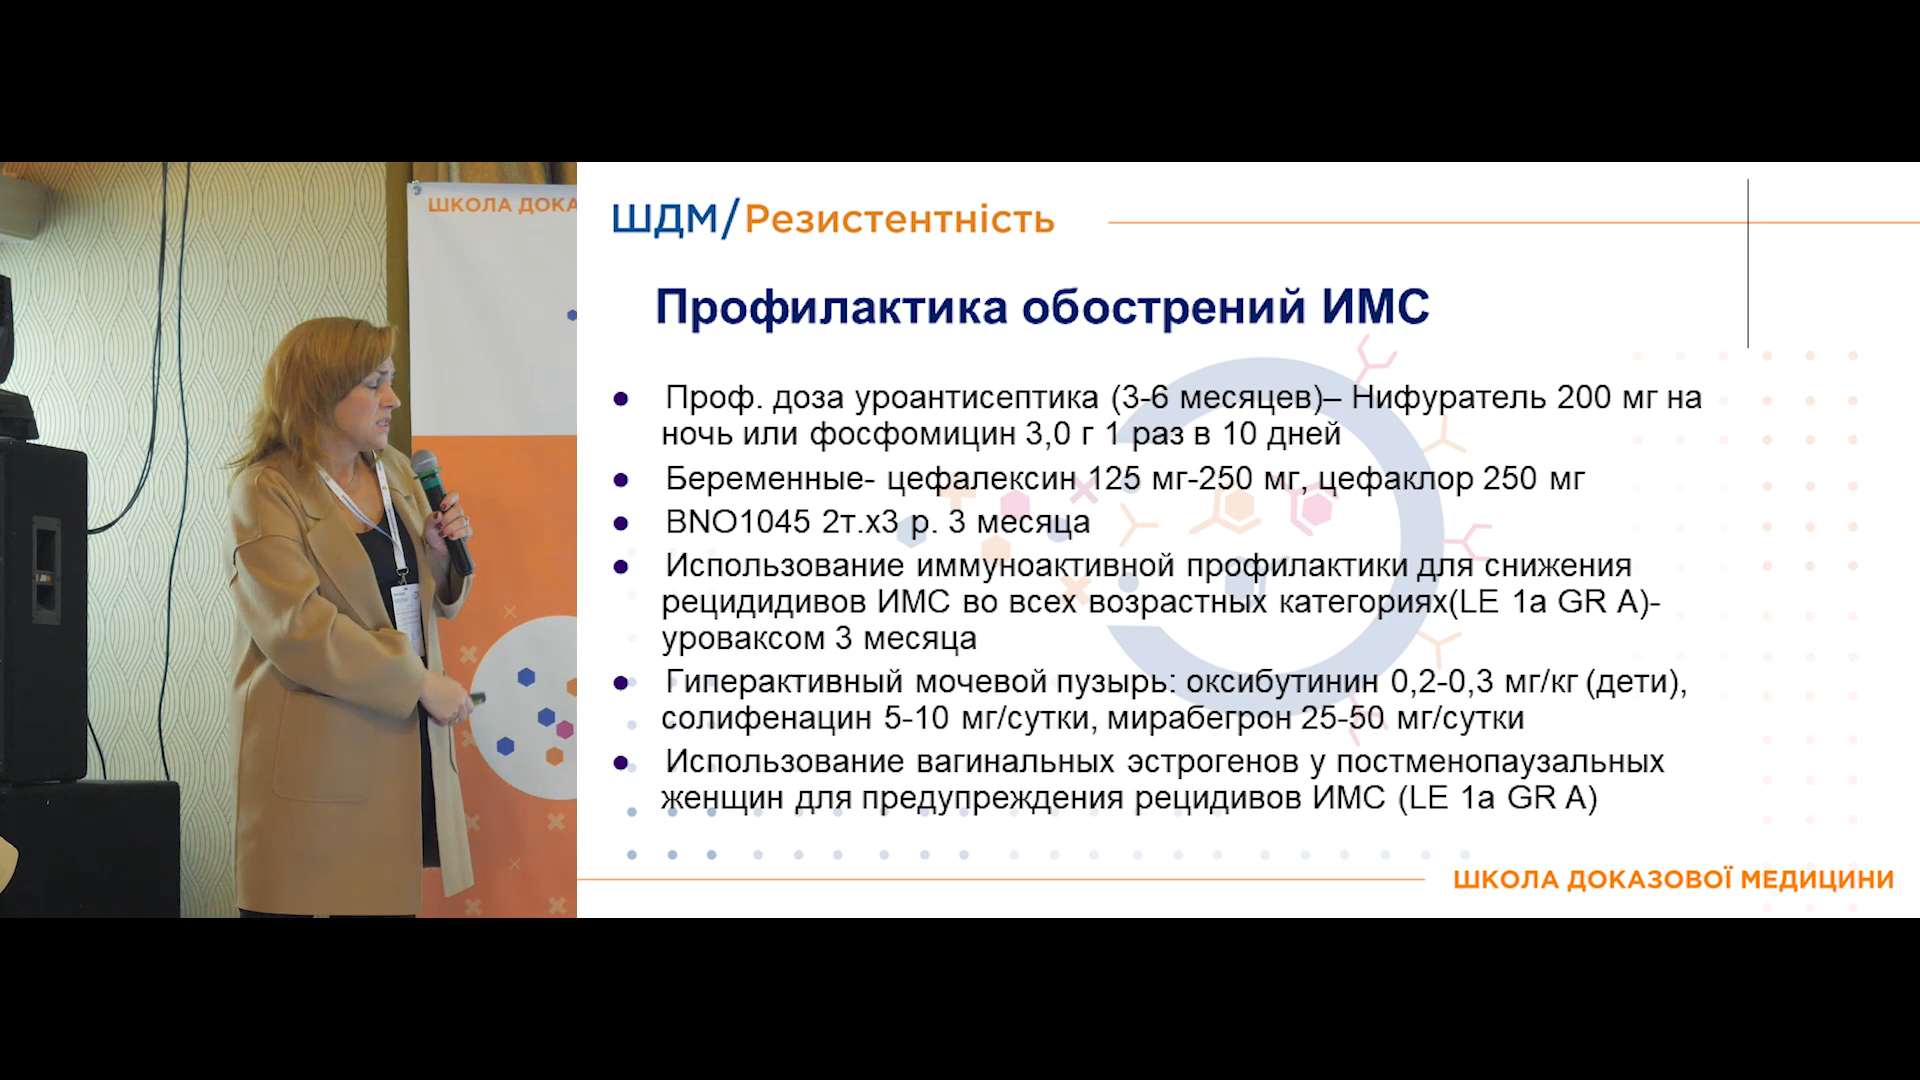 ШКОЛА ДОКА
ШДМ/Резистентність
Профилактика обострений ИМС
● Проф. доза уроантисептика (3-6 месяцев)– Нифуратель 200 мг на
ночь или фосфомицин 3,0 г 1 раз в 10 дней
● Беременные- цефалексин 125 мг-250 мг, цефаклор 250 мг
● BNO1045 2т.х3 р. 3 месяца
● Использование иммуноактивной профилактики для снижения
рецидидивов ИМС во всех возрастных категориях(LE 1a GR A)-
уроваксом 3 месяца
● Гиперактивный мочевой пузырь: оксибутинин 0,2-0,3 мг/кг (дети),
солифенацин 5-10 мг/сутки, мирабегрон 25-50 мг/сутки
● Использование вагинальных эстрогенов у постменопаузальных
женщин для предупреждения рецидивов ИМС (LE 1a GR A)
ШКОЛА ДОКАЗОВОЇ МЕДИЦИНИ